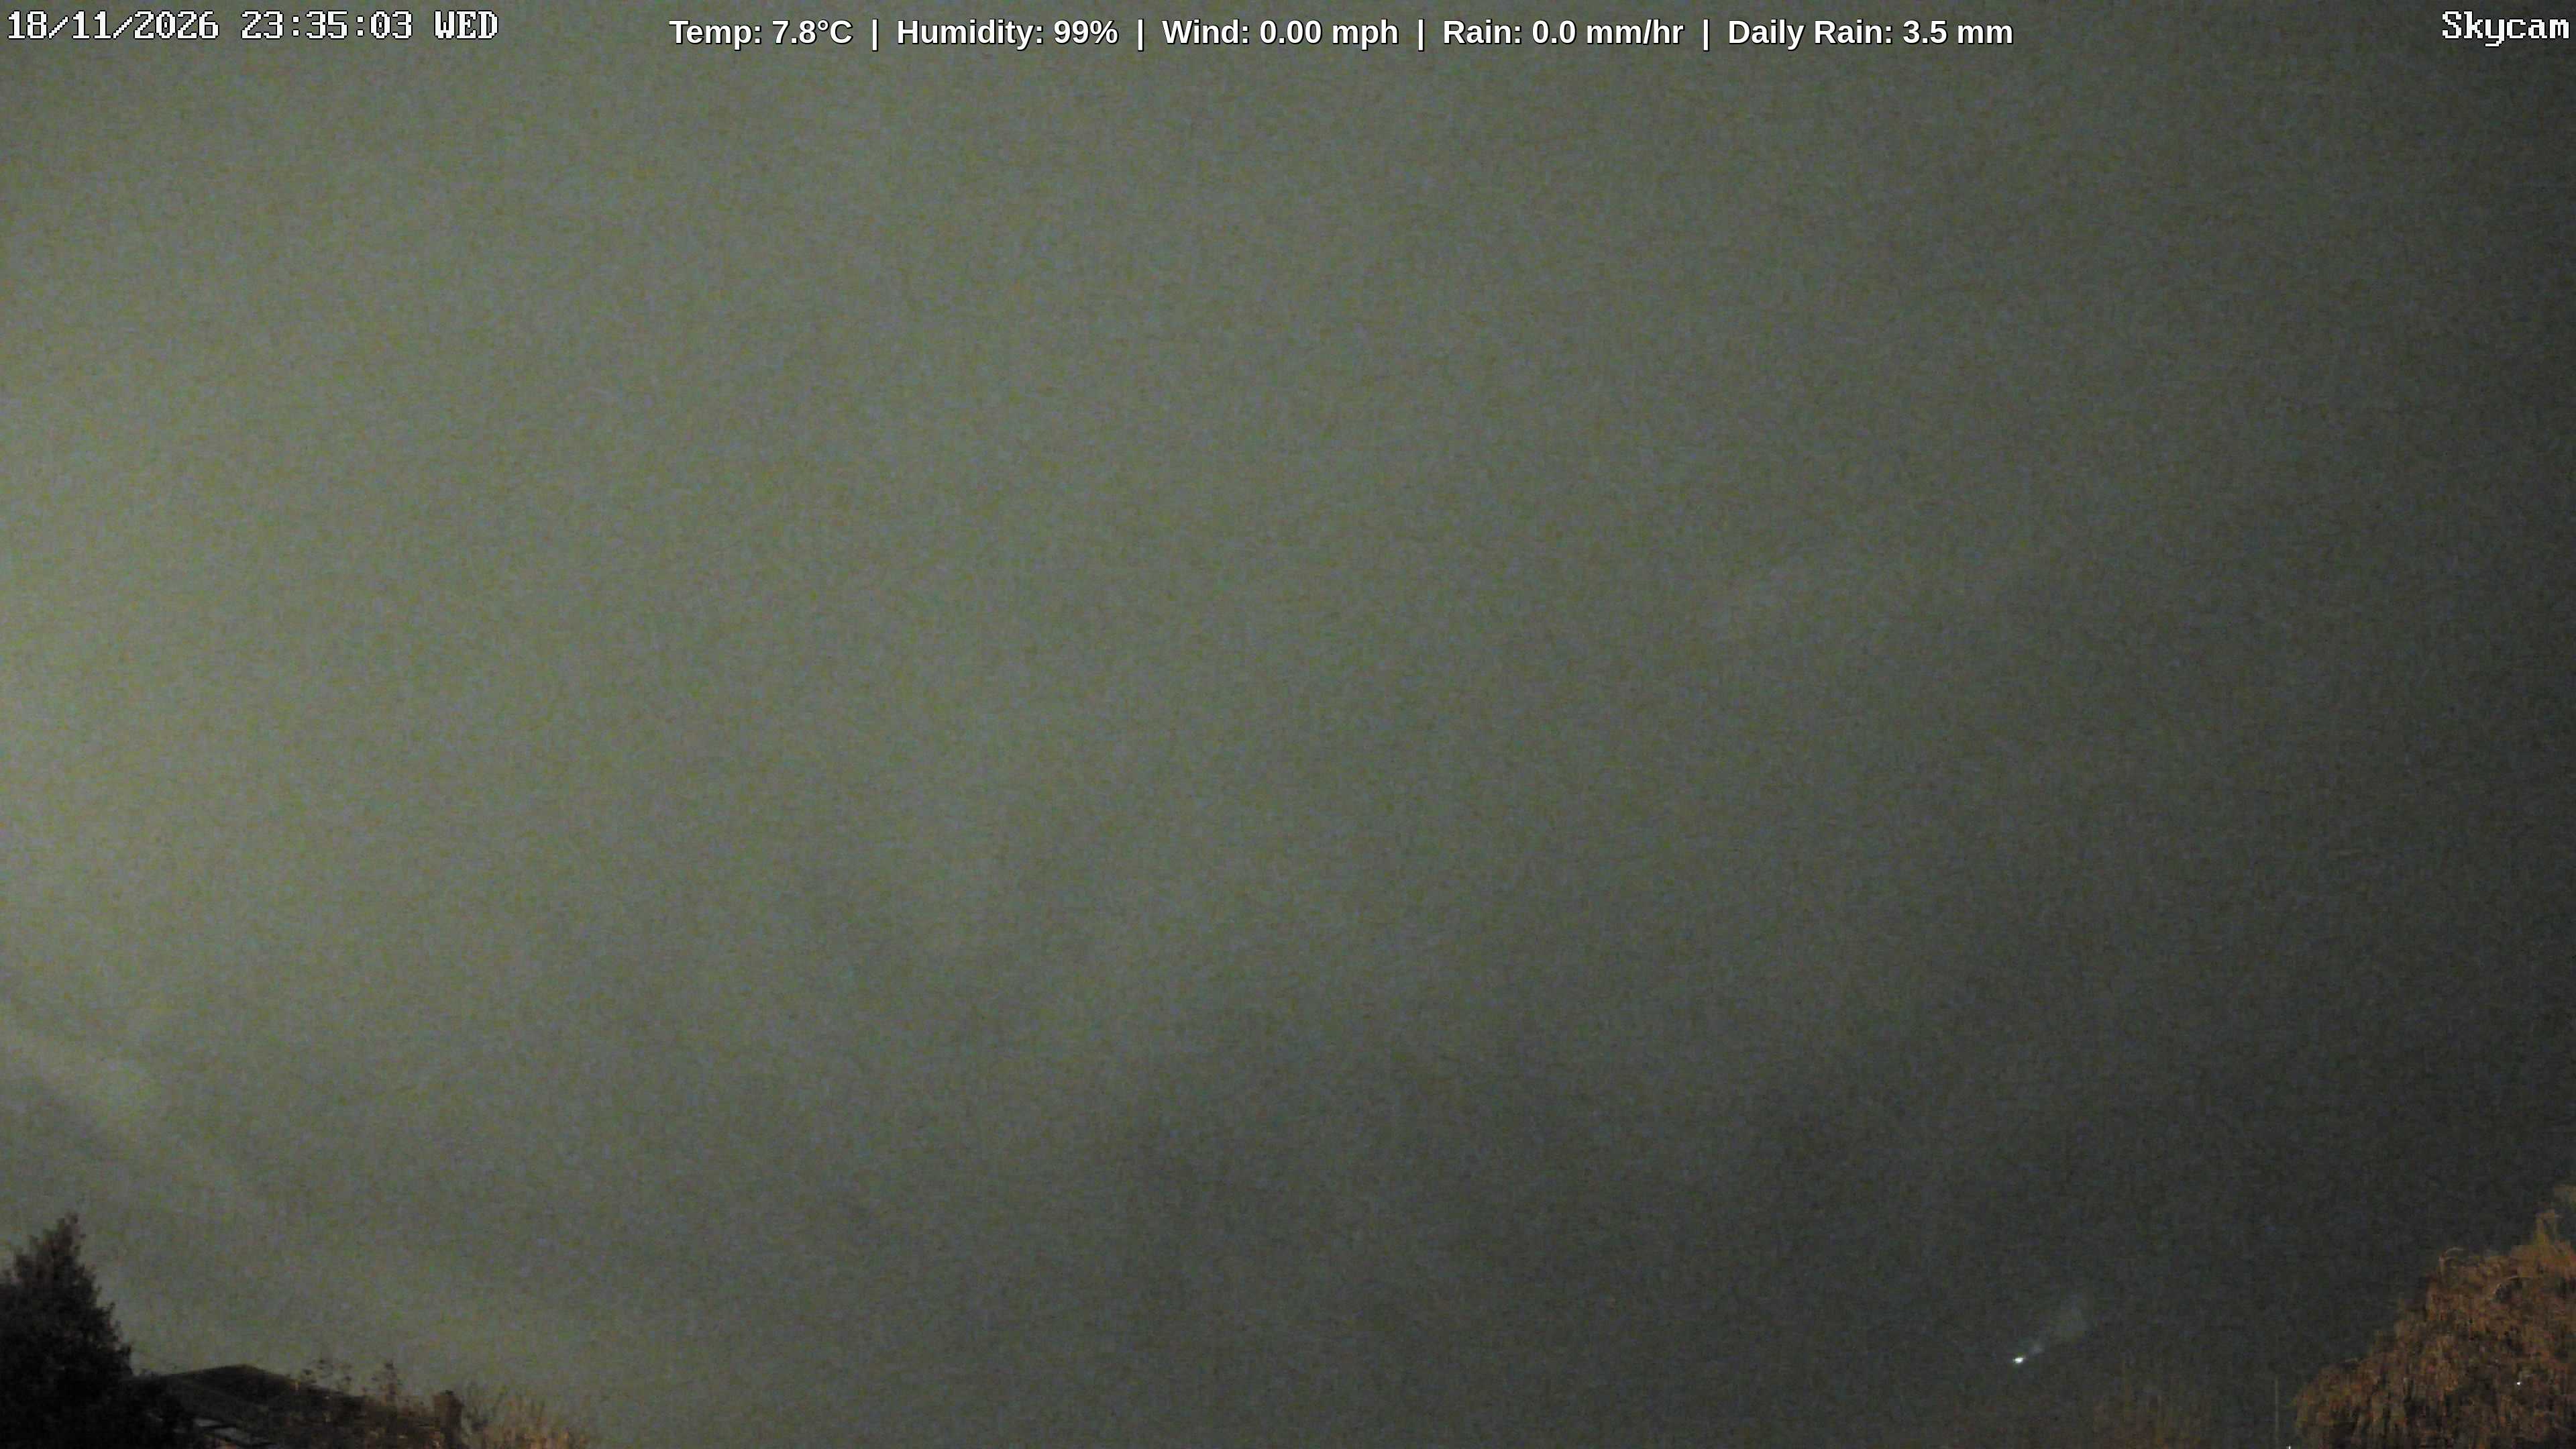 18/11/2026 23:35:03 WED
Temp: 7.8°C | Humidity: 99% | Wind: 0.00 mph | Rain: 0.0 mm/hr | Daily Rain: 3.5 mm
Skycam